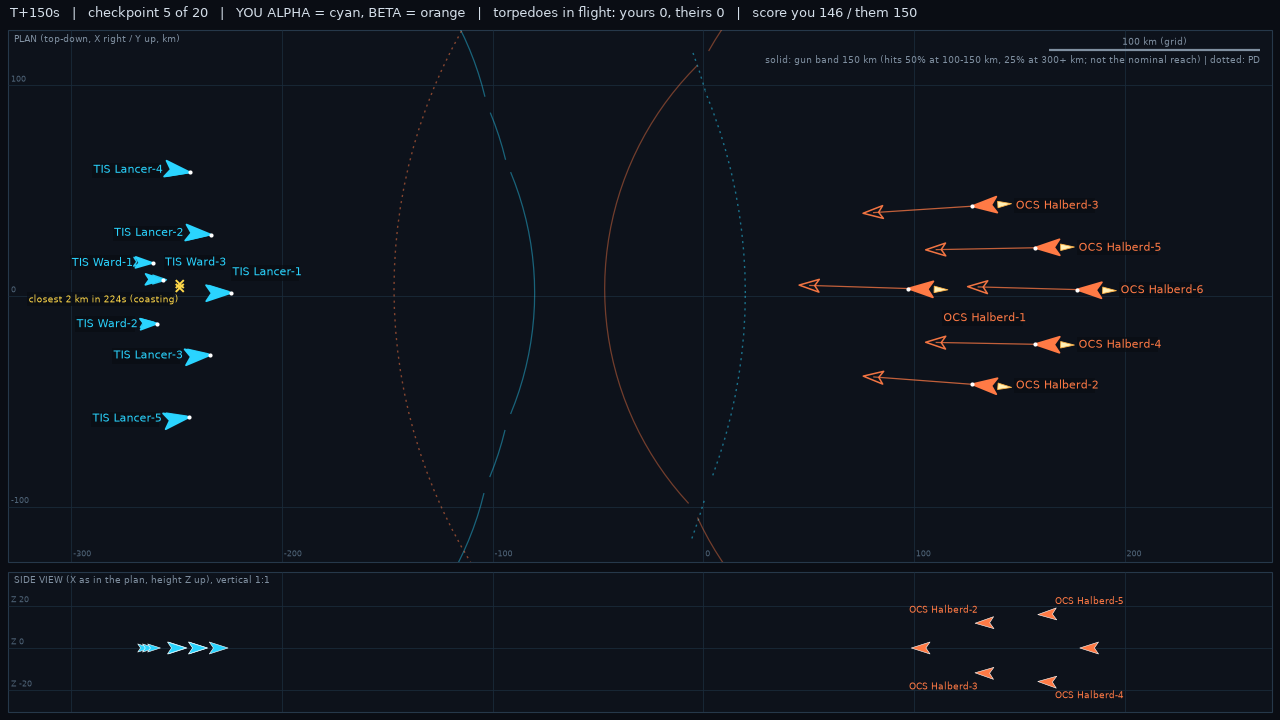 T+150s | checkpoint 5 of 20 | YOU ALPHA = cyan, BETA = orange | torpedoes in flight: yours 0, theirs 0 | score you 146 / them 150
PLAN (top-down, X right / Y up, km)
100 km (grid)
solid: gun band 150 km (hits 50% at 100-150 km, 25% at 300+ km; not the nominal reach) | dotted: PD
100
TIS Lancer-4
OCS Halberd-3
TIS Lancer-2
OCS Halberd-5
TIS Ward-1
TIS Ward-3
TIS Lancer-1
0
closest 2 km in 224s (coasting)
OCS Halberd-6
OCS Halberd-1
TIS Ward-2
TIS Lancer-3
OCS Halberd-4
OCS Halberd-2
TIS Lancer-5
-100
-300
-200
-100
0
100
200
SIDE VIEW (X as in the plan, height Z up), vertical 1:1
Z 20
OCS Halberd-5
OCS Halberd-2
Z 0
Z -20
OCS Halberd-3
OCS Halberd-4